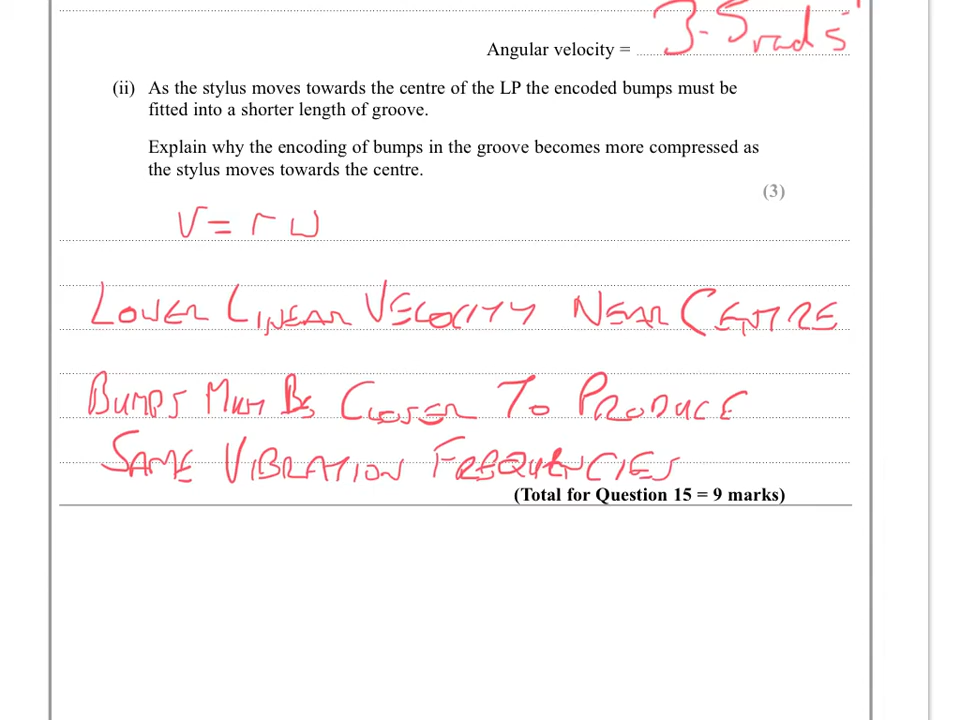 3.5 rad s⁻¹
Angular velocity =
(ii) As the stylus moves towards the centre of the LP the encoded bumps must be
fitted into a shorter length of groove.
Explain why the encoding of bumps in the groove becomes more compressed as
the stylus moves towards the centre.
(3)
V = r ω
LOWER LINEAR VELOCITY NEAR CENTRE
BUMPS MUST BE CLOSER TO PRODUCE
SAME VIBRATION FREQUENCIES
(Total for Question 15 = 9 marks)